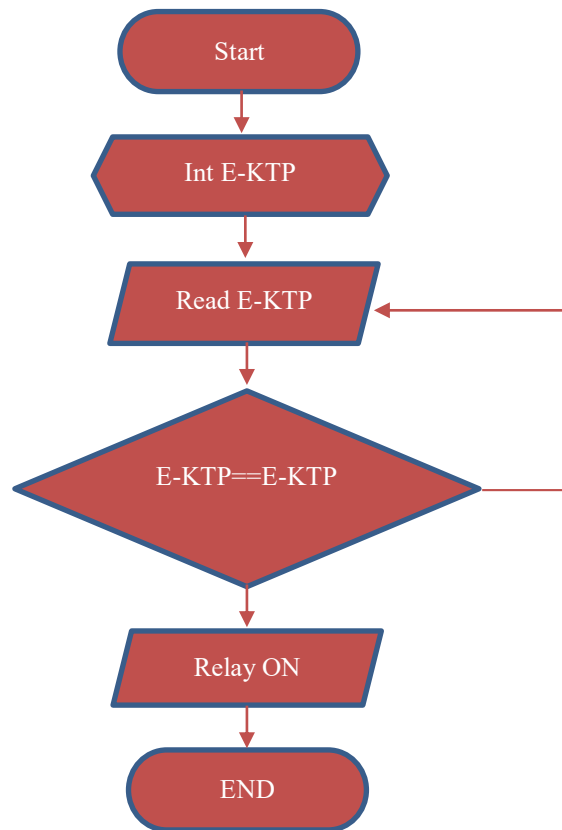 Start
Int E-KTP
Read E-KTP
E-KTP==E-KTP
Relay ON
END